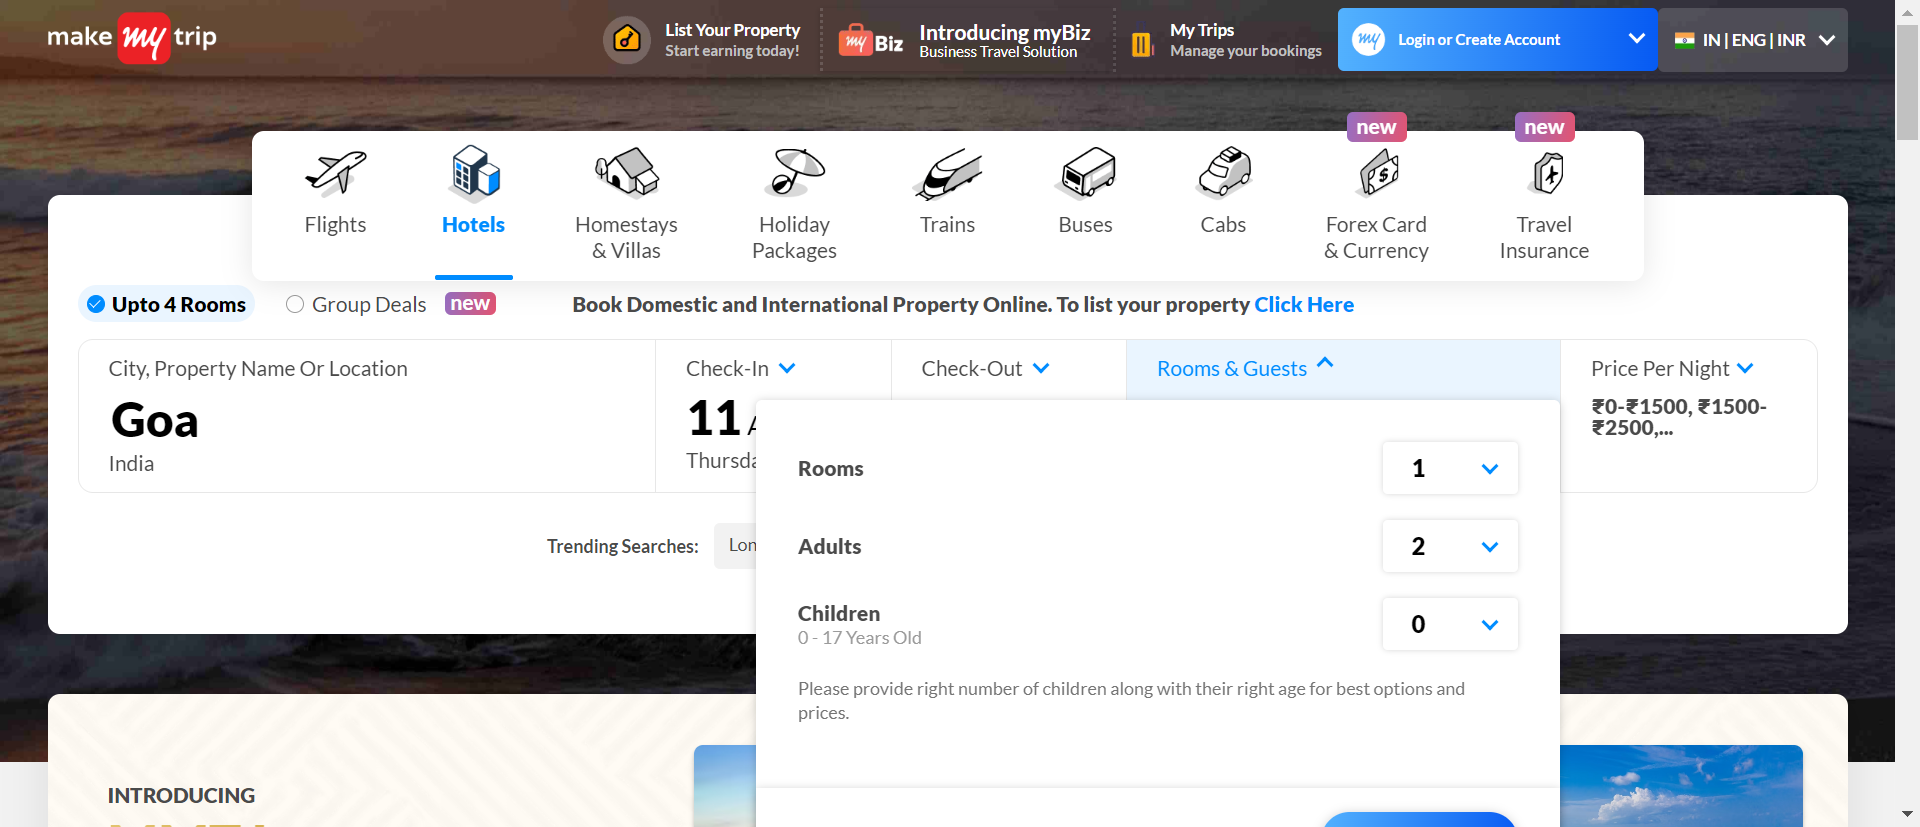 make my trip
List Your Property
Start earning today!
my Biz
Introducing myBiz
Business Travel Solution
My Trips
Manage your bookings
my
Login or Create Account
IN | ENG | INR
new
new
Flights
Hotels
Homestays
& Villas
Holiday
Packages
Trains
Buses
Cabs
Forex Card
& Currency
Travel
Insurance
Upto 4 Rooms
Group Deals
new
Book Domestic and International Property Online. To list your property Click Here
City, Property Name Or Location
Goa
India
Check-In
11
Thursda
Check-Out
Rooms & Guests
Price Per Night
₹0-₹1500, ₹1500-
₹2500,...
Rooms
1
Adults
2
Children
0 - 17 Years Old
0
Please provide right number of children along with their right age for best options and
prices.
Trending Searches:
Lon
INTRODUCING